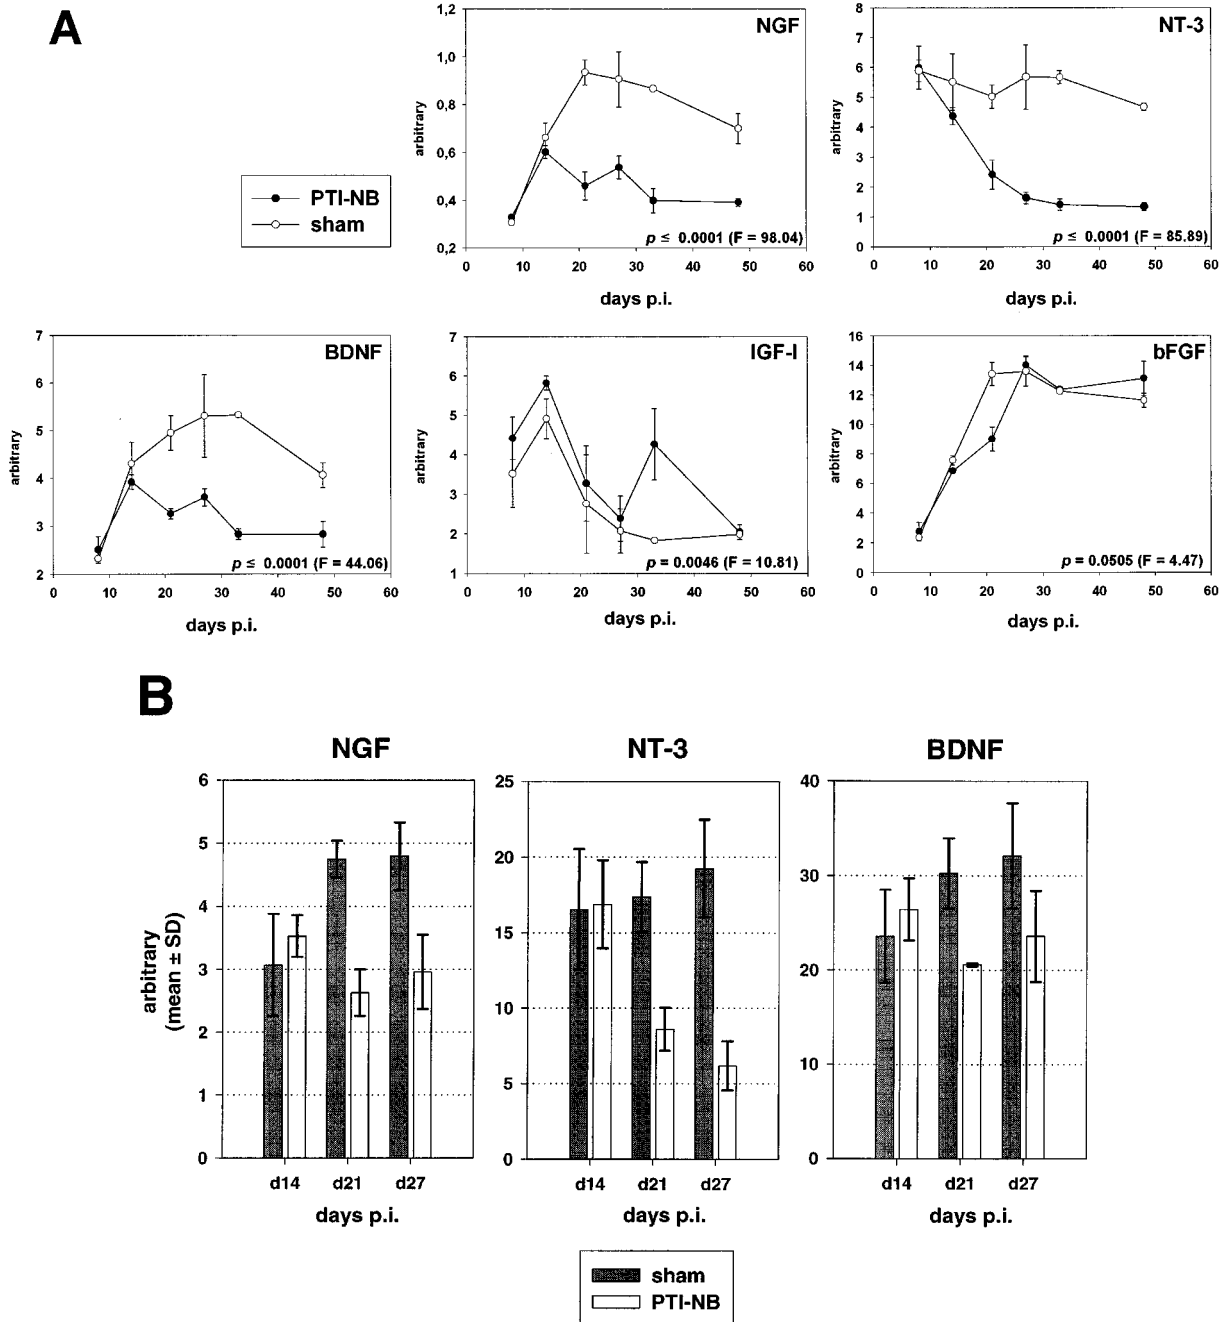 A
NGF
1,2
1,0
0,8
0,6
0,4
0,2
arbitrary
p ≤ 0.0001 (F = 98.04)
0 10 20 30 40 50 60
days p.i.
NT-3
8
7
6
5
4
3
2
1
0
arbitrary
p ≤ 0.0001 (F = 85.89)
0 10 20 30 40 50 60
days p.i.
PTI-NB
sham
BDNF
7
6
5
4
3
2
arbitrary
p ≤ 0.0001 (F = 44.06)
0 10 20 30 40 50 60
days p.i.
IGF-I
7
6
5
4
3
2
1
arbitrary
p = 0.0046 (F = 10.81)
0 10 20 30 40 50 60
days p.i.
bFGF
16
14
12
10
8
6
4
2
0
arbitrary
p = 0.0505 (F = 4.47)
0 10 20 30 40 50 60
days p.i.
B
NGF
6
5
4
3
2
1
0
arbitrary
(mean ± SD)
d14 d21 d27
days p.i.
NT-3
25
20
15
10
5
0
d14 d21 d27
days p.i.
BDNF
40
30
20
10
0
d14 d21 d27
days p.i.
sham
PTI-NB